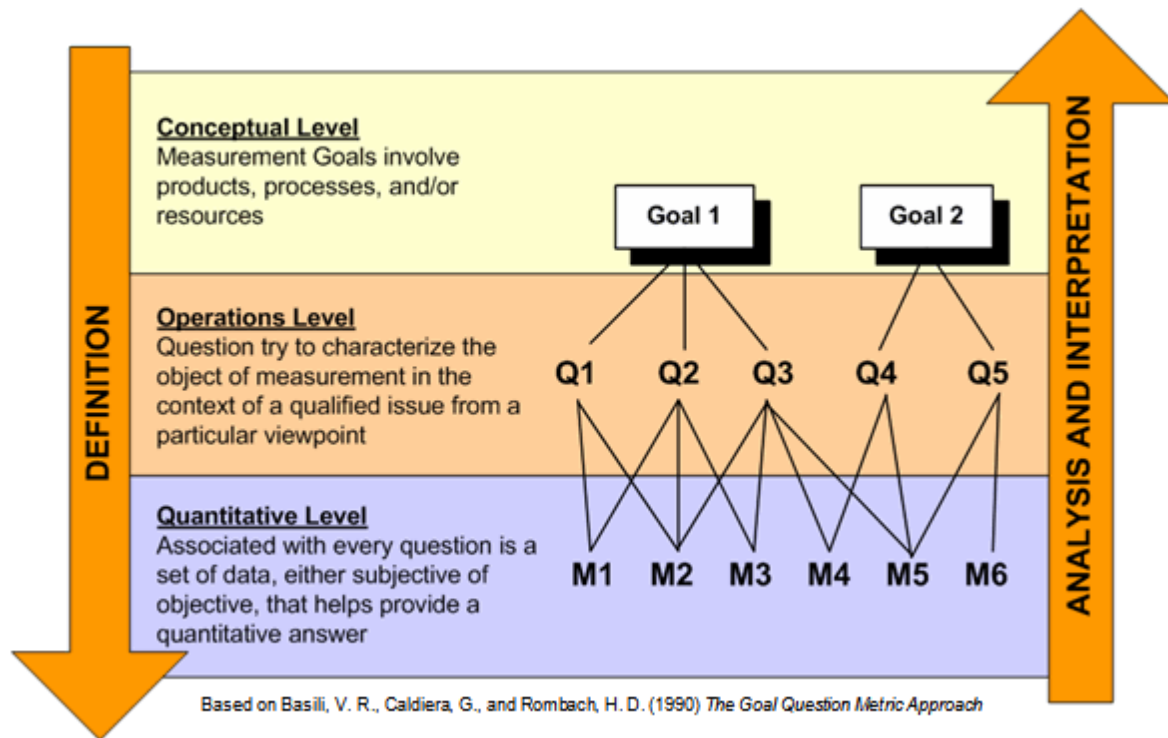 DEFINITION
Conceptual Level
Measurement Goals involve
products, processes, and/or
resources
Goal 1
Goal 2
Operations Level
Question try to characterize the
object of measurement in the
context of a qualified issue from a
particular viewpoint
Q1 Q2 Q3 Q4 Q5
Quantitative Level
Associated with every question is a
set of data, either subjective of
objective, that helps provide a
quantitative answer
M1 M2 M3 M4 M5 M6
ANALYSIS AND INTERPRETATION
Based on Basili, V. R., Caldiera, G., and Rombach, H. D. (1990) The Goal Question Metric Approach